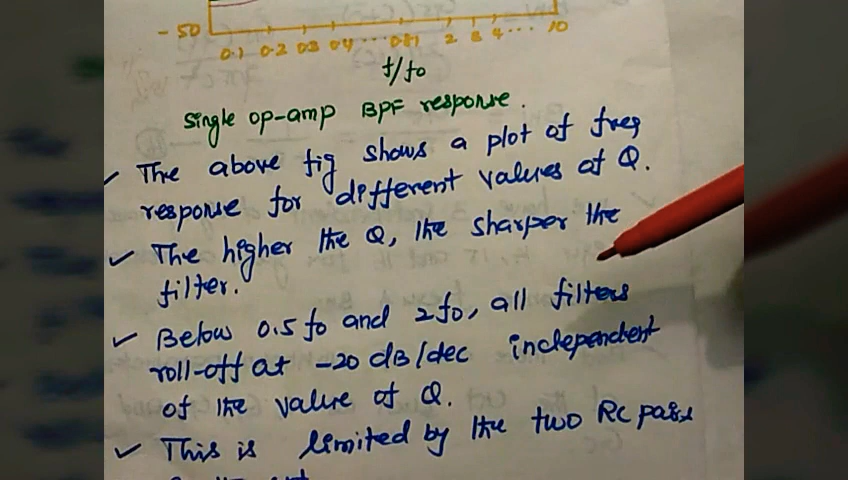 - 50
0.1 0.2 0.3 0.4 .... 0.81 2 3 4 ... 10
f/fo
Single op-amp BPF response.
✓ The above fig shows a plot of freq
response for different values of Q.
✓ The higher the Q, the sharper the
filter.
✓ Below 0.5 fo and 2fo, all filters
roll-off at -20 dB/dec independent
of the value of Q.
✓ This is limited by the two RC pass